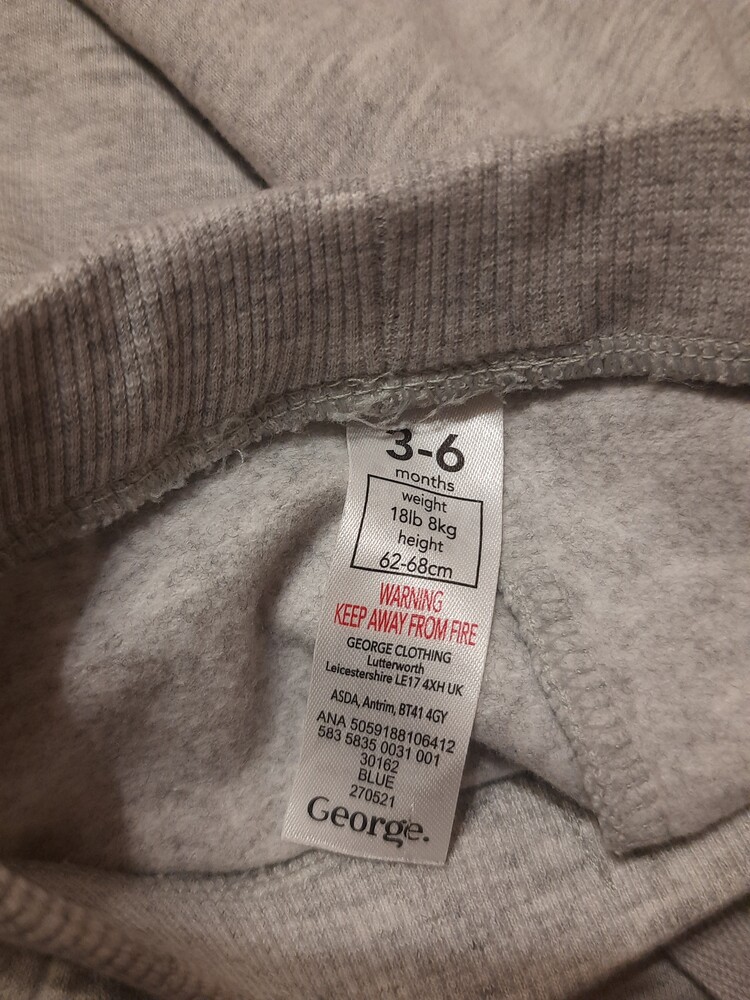 3-6
months
weight
18lb 8kg
height
62-68cm
WARNING
KEEP AWAY FROM FIRE
GEORGE CLOTHING
Lutterworth
Leicestershire LE17 4XH UK
ASDA, Antrim, BT41 4GY
ANA 5059188106412
583 5835 0031 001
30162
BLUE
270521
George.